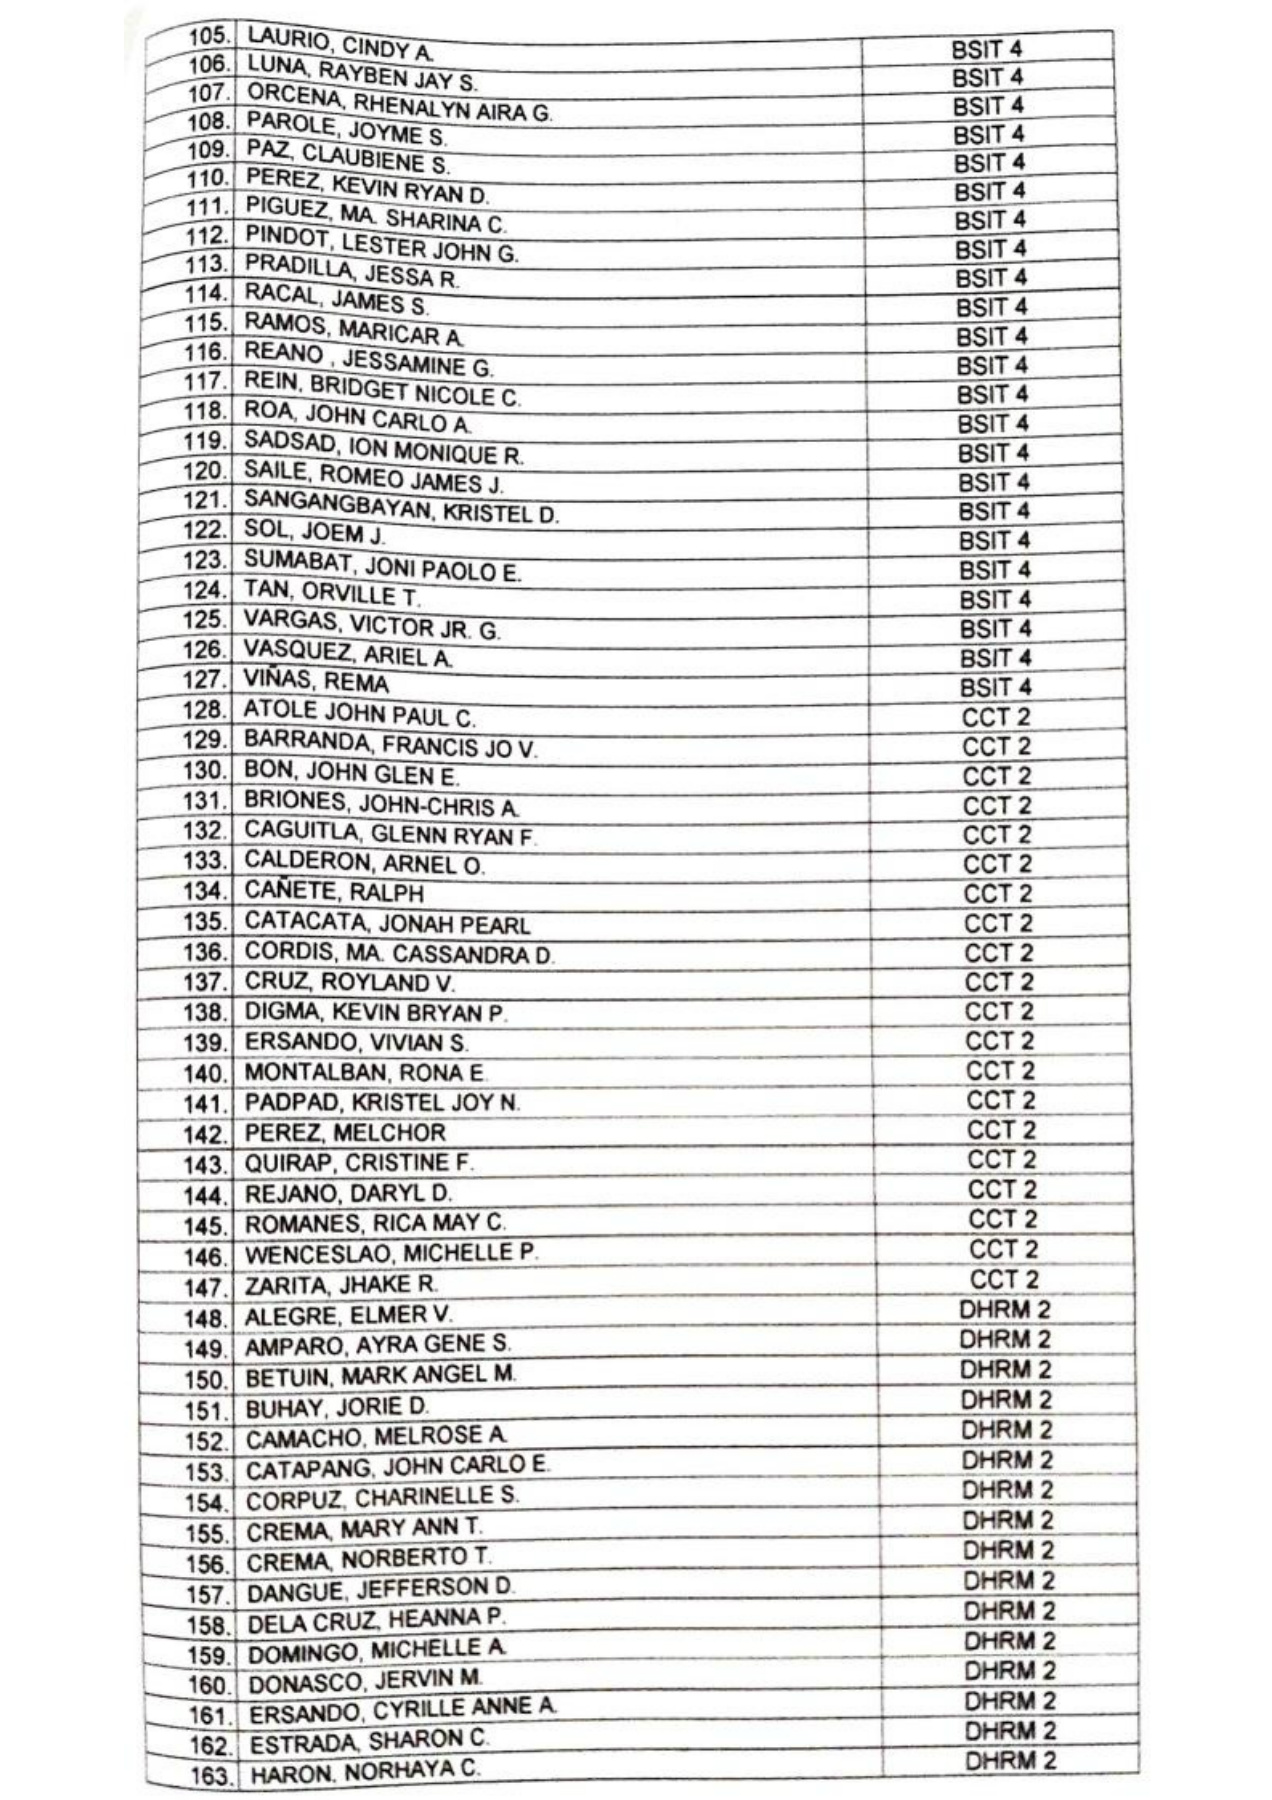 105. LAURIO, CINDY A. BSIT 4
106. LUNA, RAYBEN JAY S. BSIT 4
107. ORCENA, RHENALYN AIRA G. BSIT 4
108. PAROLE, JOYME S. BSIT 4
109. PAZ, CLAUBIENE S. BSIT 4
110. PEREZ, KEVIN RYAN D. BSIT 4
111. PIGUEZ, MA. SHARINA C. BSIT 4
112. PINDOT, LESTER JOHN G. BSIT 4
113. PRADILLA, JESSA R. BSIT 4
114. RACAL, JAMES S. BSIT 4
115. RAMOS, MARICAR A. BSIT 4
116. REANO , JESSAMINE G. BSIT 4
117. REIN, BRIDGET NICOLE C. BSIT 4
118. ROA, JOHN CARLO A. BSIT 4
119. SADSAD, ION MONIQUE R. BSIT 4
120. SAILE, ROMEO JAMES J. BSIT 4
121. SANGANGBAYAN, KRISTEL D. BSIT 4
122. SOL, JOEM J. BSIT 4
123. SUMABAT, JONI PAOLO E. BSIT 4
124. TAN, ORVILLE T. BSIT 4
125. VARGAS, VICTOR JR. G. BSIT 4
126. VASQUEZ, ARIEL A. BSIT 4
127. VIÑAS, REMA BSIT 4
128. ATOLE JOHN PAUL C. CCT 2
129. BARRANDA, FRANCIS JO V. CCT 2
130. BON, JOHN GLEN E. CCT 2
131. BRIONES, JOHN-CHRIS A. CCT 2
132. CAGUITLA, GLENN RYAN F. CCT 2
133. CALDERON, ARNEL O. CCT 2
134. CAÑETE, RALPH CCT 2
135. CATACATA, JONAH PEARL CCT 2
136. CORDIS, MA. CASSANDRA D. CCT 2
137. CRUZ, ROYLAND V. CCT 2
138. DIGMA, KEVIN BRYAN P. CCT 2
139. ERSANDO, VIVIAN S. CCT 2
140. MONTALBAN, RONA E. CCT 2
141. PADPAD, KRISTEL JOY N. CCT 2
142. PEREZ, MELCHOR CCT 2
143. QUIRAP, CRISTINE F. CCT 2
144. REJANO, DARYL D. CCT 2
145. ROMANES, RICA MAY C. CCT 2
146. WENCESLAO, MICHELLE P. CCT 2
147. ZARITA, JHAKE R. CCT 2
148. ALEGRE, ELMER V. DHRM 2
149. AMPARO, AYRA GENE S. DHRM 2
150. BETUIN, MARK ANGEL M. DHRM 2
151. BUHAY, JORIE D. DHRM 2
152. CAMACHO, MELROSE A. DHRM 2
153. CATAPANG, JOHN CARLO E. DHRM 2
154. CORPUZ, CHARINELLE S. DHRM 2
155. CREMA, MARY ANN T. DHRM 2
156. CREMA, NORBERTO T. DHRM 2
157. DANGUE, JEFFERSON D. DHRM 2
158. DELA CRUZ, HEANNA P. DHRM 2
159. DOMINGO, MICHELLE A. DHRM 2
160. DONASCO, JERVIN M. DHRM 2
161. ERSANDO, CYRILLE ANNE A. DHRM 2
162. ESTRADA, SHARON C. DHRM 2
163. HARON, NORHAYA C. DHRM 2